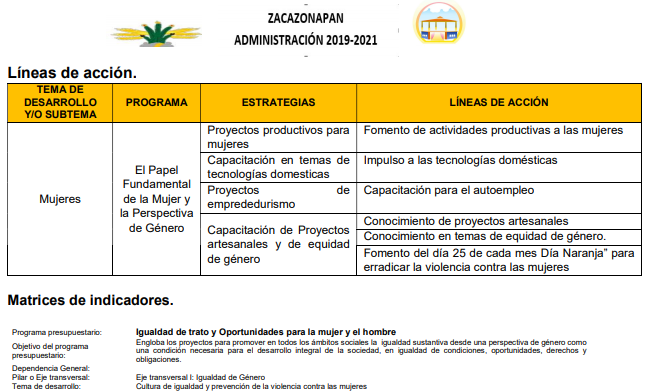 ZACAZONAPAN
ADMINISTRACIÓN 2019-2021
Líneas de acción.
TEMA DE
DESARROLLO
Y/O SUBTEMA
PROGRAMA
ESTRATEGIAS
LÍNEAS DE ACCIÓN
Mujeres
El Papel
Fundamental
de la Mujer y
la Perspectiva
de Género
Proyectos productivos para
mujeres
Fomento de actividades productivas a las mujeres
Capacitación en temas de
tecnologías domesticas
Impulso a las tecnologías domésticas
Proyectos de
emprededurismo
Capacitación para el autoempleo
Capacitación de Proyectos
artesanales y de equidad
de género
Conocimiento de proyectos artesanales
Conocimiento en temas de equidad de género.
Fomento del día 25 de cada mes Día Naranja” para
erradicar la violencia contra las mujeres
Matrices de indicadores.
Programa presupuestario: Igualdad de trato y Oportunidades para la mujer y el hombre
Objetivo del programa
presupuestario:
Engloba los proyectos para promover en todos los ámbitos sociales la igualdad sustantiva desde una perspectiva de género como
una condición necesaria para el desarrollo integral de la sociedad, en igualdad de condiciones, oportunidades, derechos y
obligaciones.
Dependencia General:
Pilar o Eje transversal: Eje transversal I: Igualdad de Género
Tema de desarrollo: Cultura de igualdad y prevención de la violencia contra las mujeres